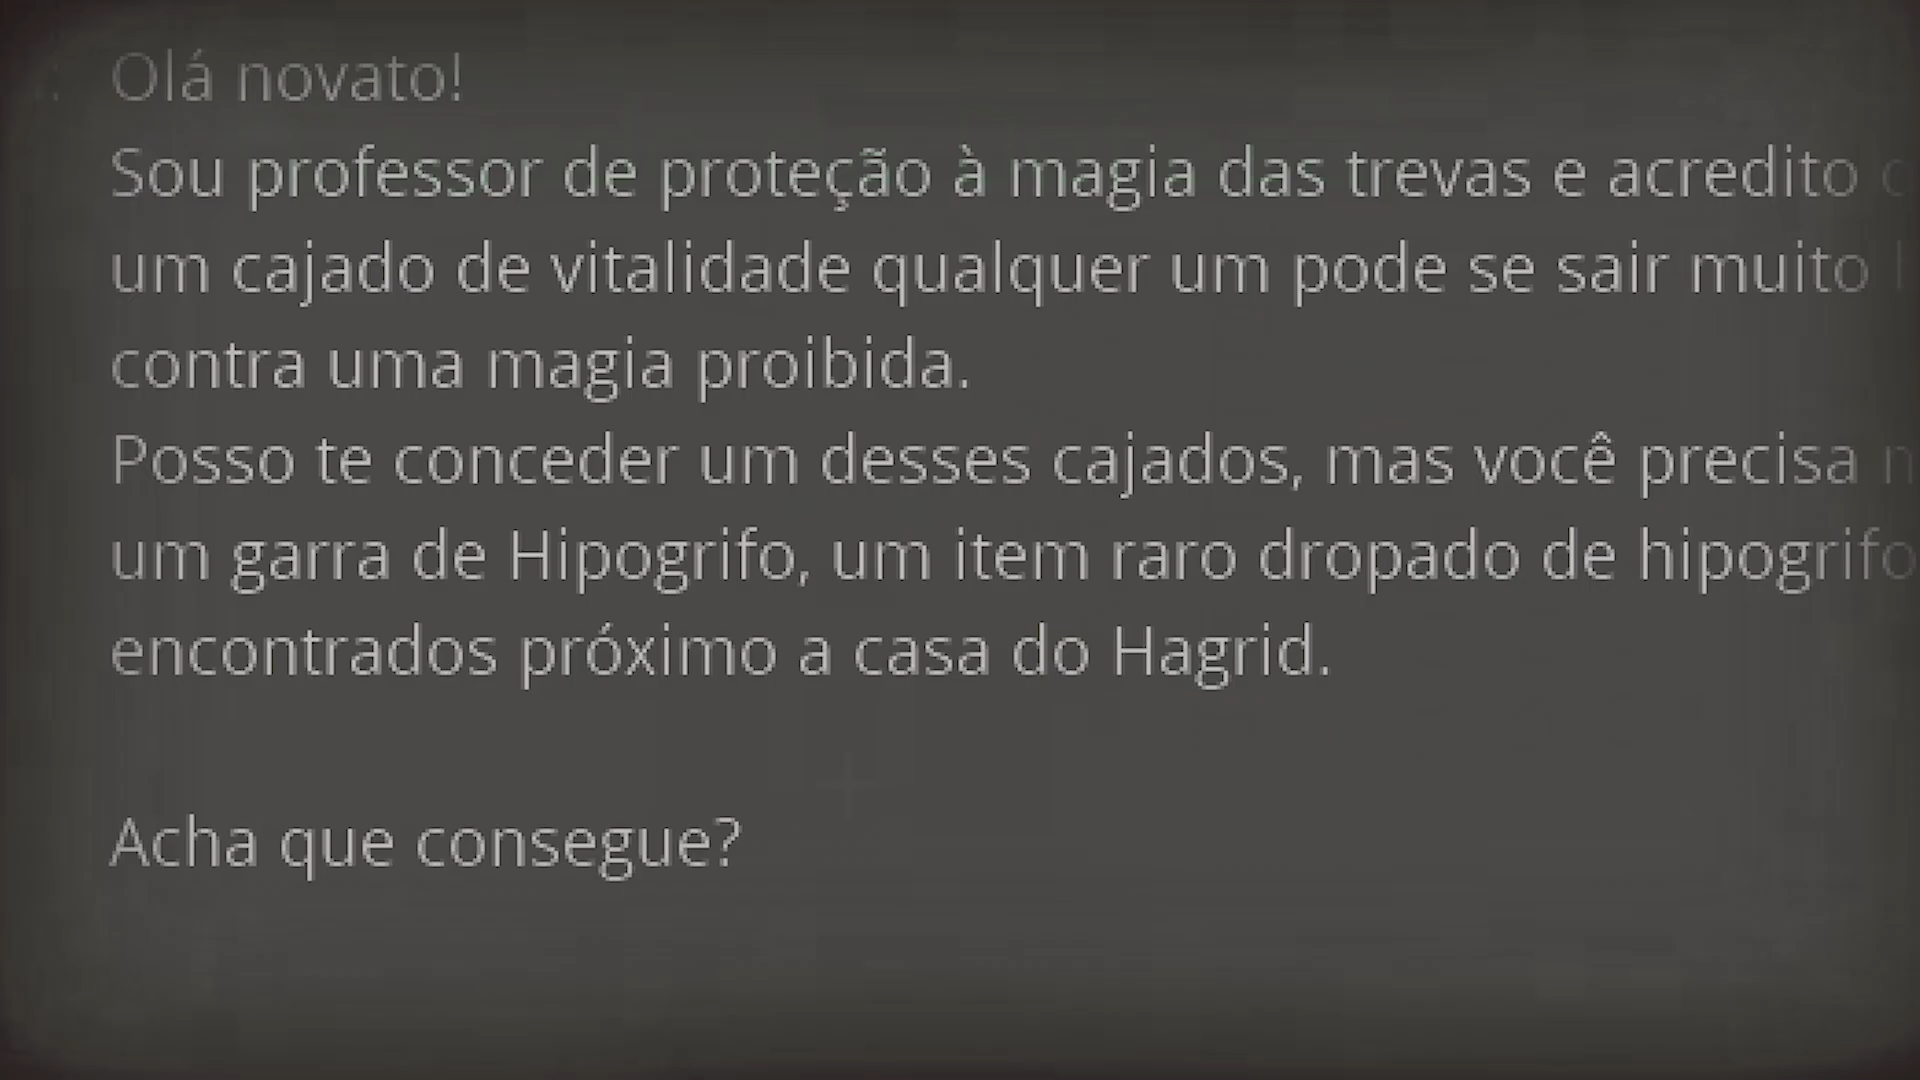 Olá novato!
Sou professor de proteção à magia das trevas e acredito
um cajado de vitalidade qualquer um pode se sair muito
contra uma magia proibida.
Posso te conceder um desses cajados, mas você precisa
um garra de Hipogrifo, um item raro dropado de hipogrifo
encontrados próximo a casa do Hagrid.
Acha que consegue?